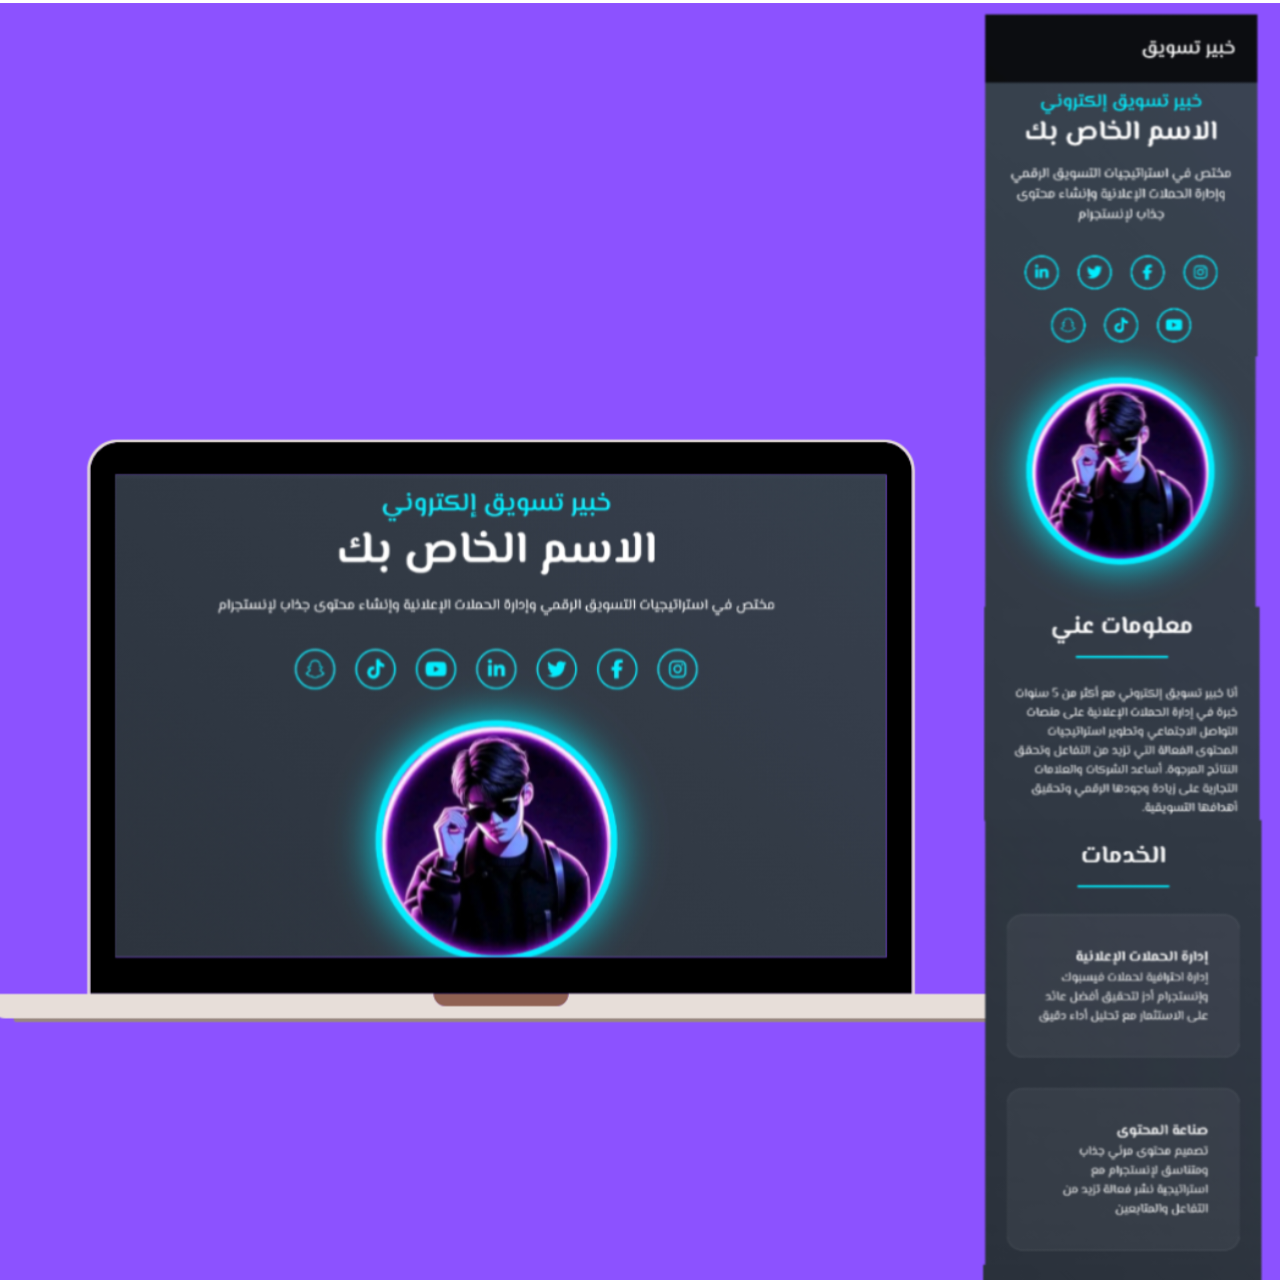 خبير تسويق
خبير تسويق إلكتروني
الاسم الخاص بك
مختص في استراتيجيات التسويق الرقمي
وإدارة الحملات الإعلانية وإنشاء محتوى
جذاب لإنستجرام
معلومات عني
أنا خبير تسويق إلكتروني مع أكثر من 5 سنوات
خبرة في إدارة الحملات الإعلانية على منصات
التواصل الاجتماعي وتطوير استراتيجيات
المحتوى الفعالة التي تزيد من التفاعل وتحقق
النتائج المرجوة. أساعد الشركات والعلامات
التجارية على زيادة وجودها الرقمي وتحقيق
أهدافها التسويقية.
الخدمات
إدارة الحملات الإعلانية
إدارة احترافية لحملات فيسبوك
وإنستجرام أدز لتحقيق أفضل عائد
على الاستثمار مع تحليل أداء دقيق
صناعة المحتوى
تصميم محتوى مرئي جذاب
ومتناسق لإنستجرام مع
استراتيجية نشر فعالة تزيد من
التفاعل والمتابعين
خبير تسويق إلكتروني
الاسم الخاص بك
مختص في استراتيجيات التسويق الرقمي وإدارة الحملات الإعلانية وإنشاء محتوى جذاب لإنستجرام